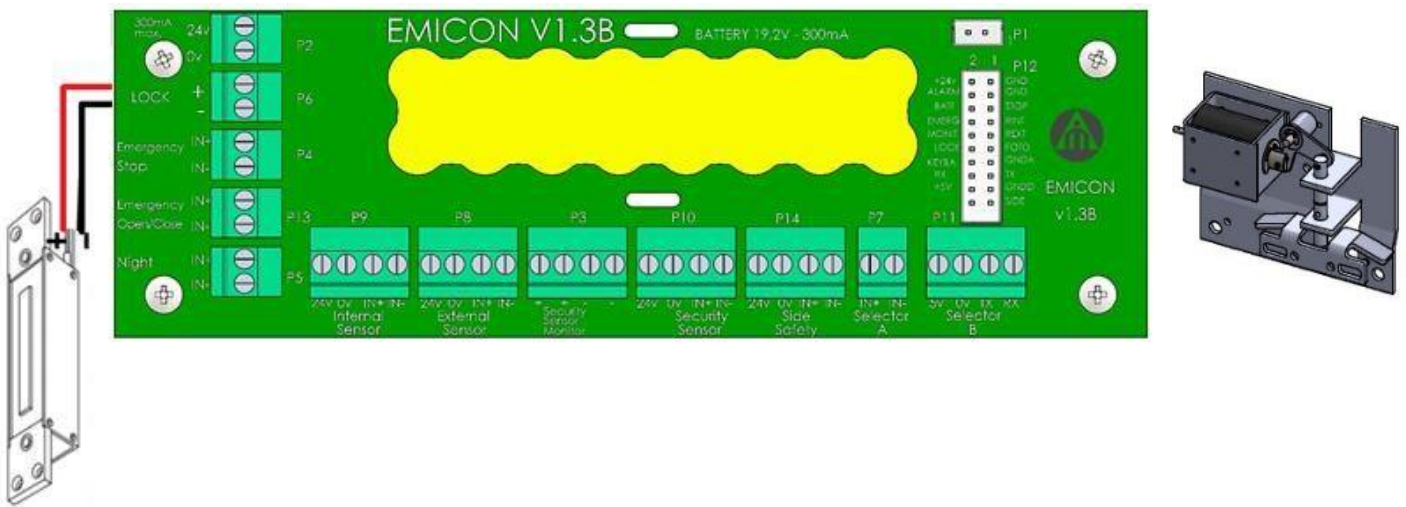 EMICON V1.3B
BATTERY 19,2V - 300mA
300mA
max.
24v
0v
P2
P1
LOCK
+
-
P6
Emergency
Stop
IN+
IN-
P4
Emergency
Open/Close
IN+
IN-
P13
Night
IN+
IN-
P5
+
-
2 1
P12
+24V GND
ALARM GND
BATT STOP
EMERG RINT
MONIT REXT
LOCK FOTO
KEYBA GNDA
RX TX
+5V GNDD
SIDE
EMICON
v1.3B
P9
24V 0V IN+ IN-
Internal
Sensor
P8
24V 0V IN+ IN-
External
Sensor
P3
+ + - -
Security
Sensor
Monitor
P10
24V 0V IN+ IN-
Security
Sensor
P14
24V 0V IN+ IN-
Side
Safety
P7
IN+ IN-
Selector
A
P11
5V 0V TX RX
Selector
B